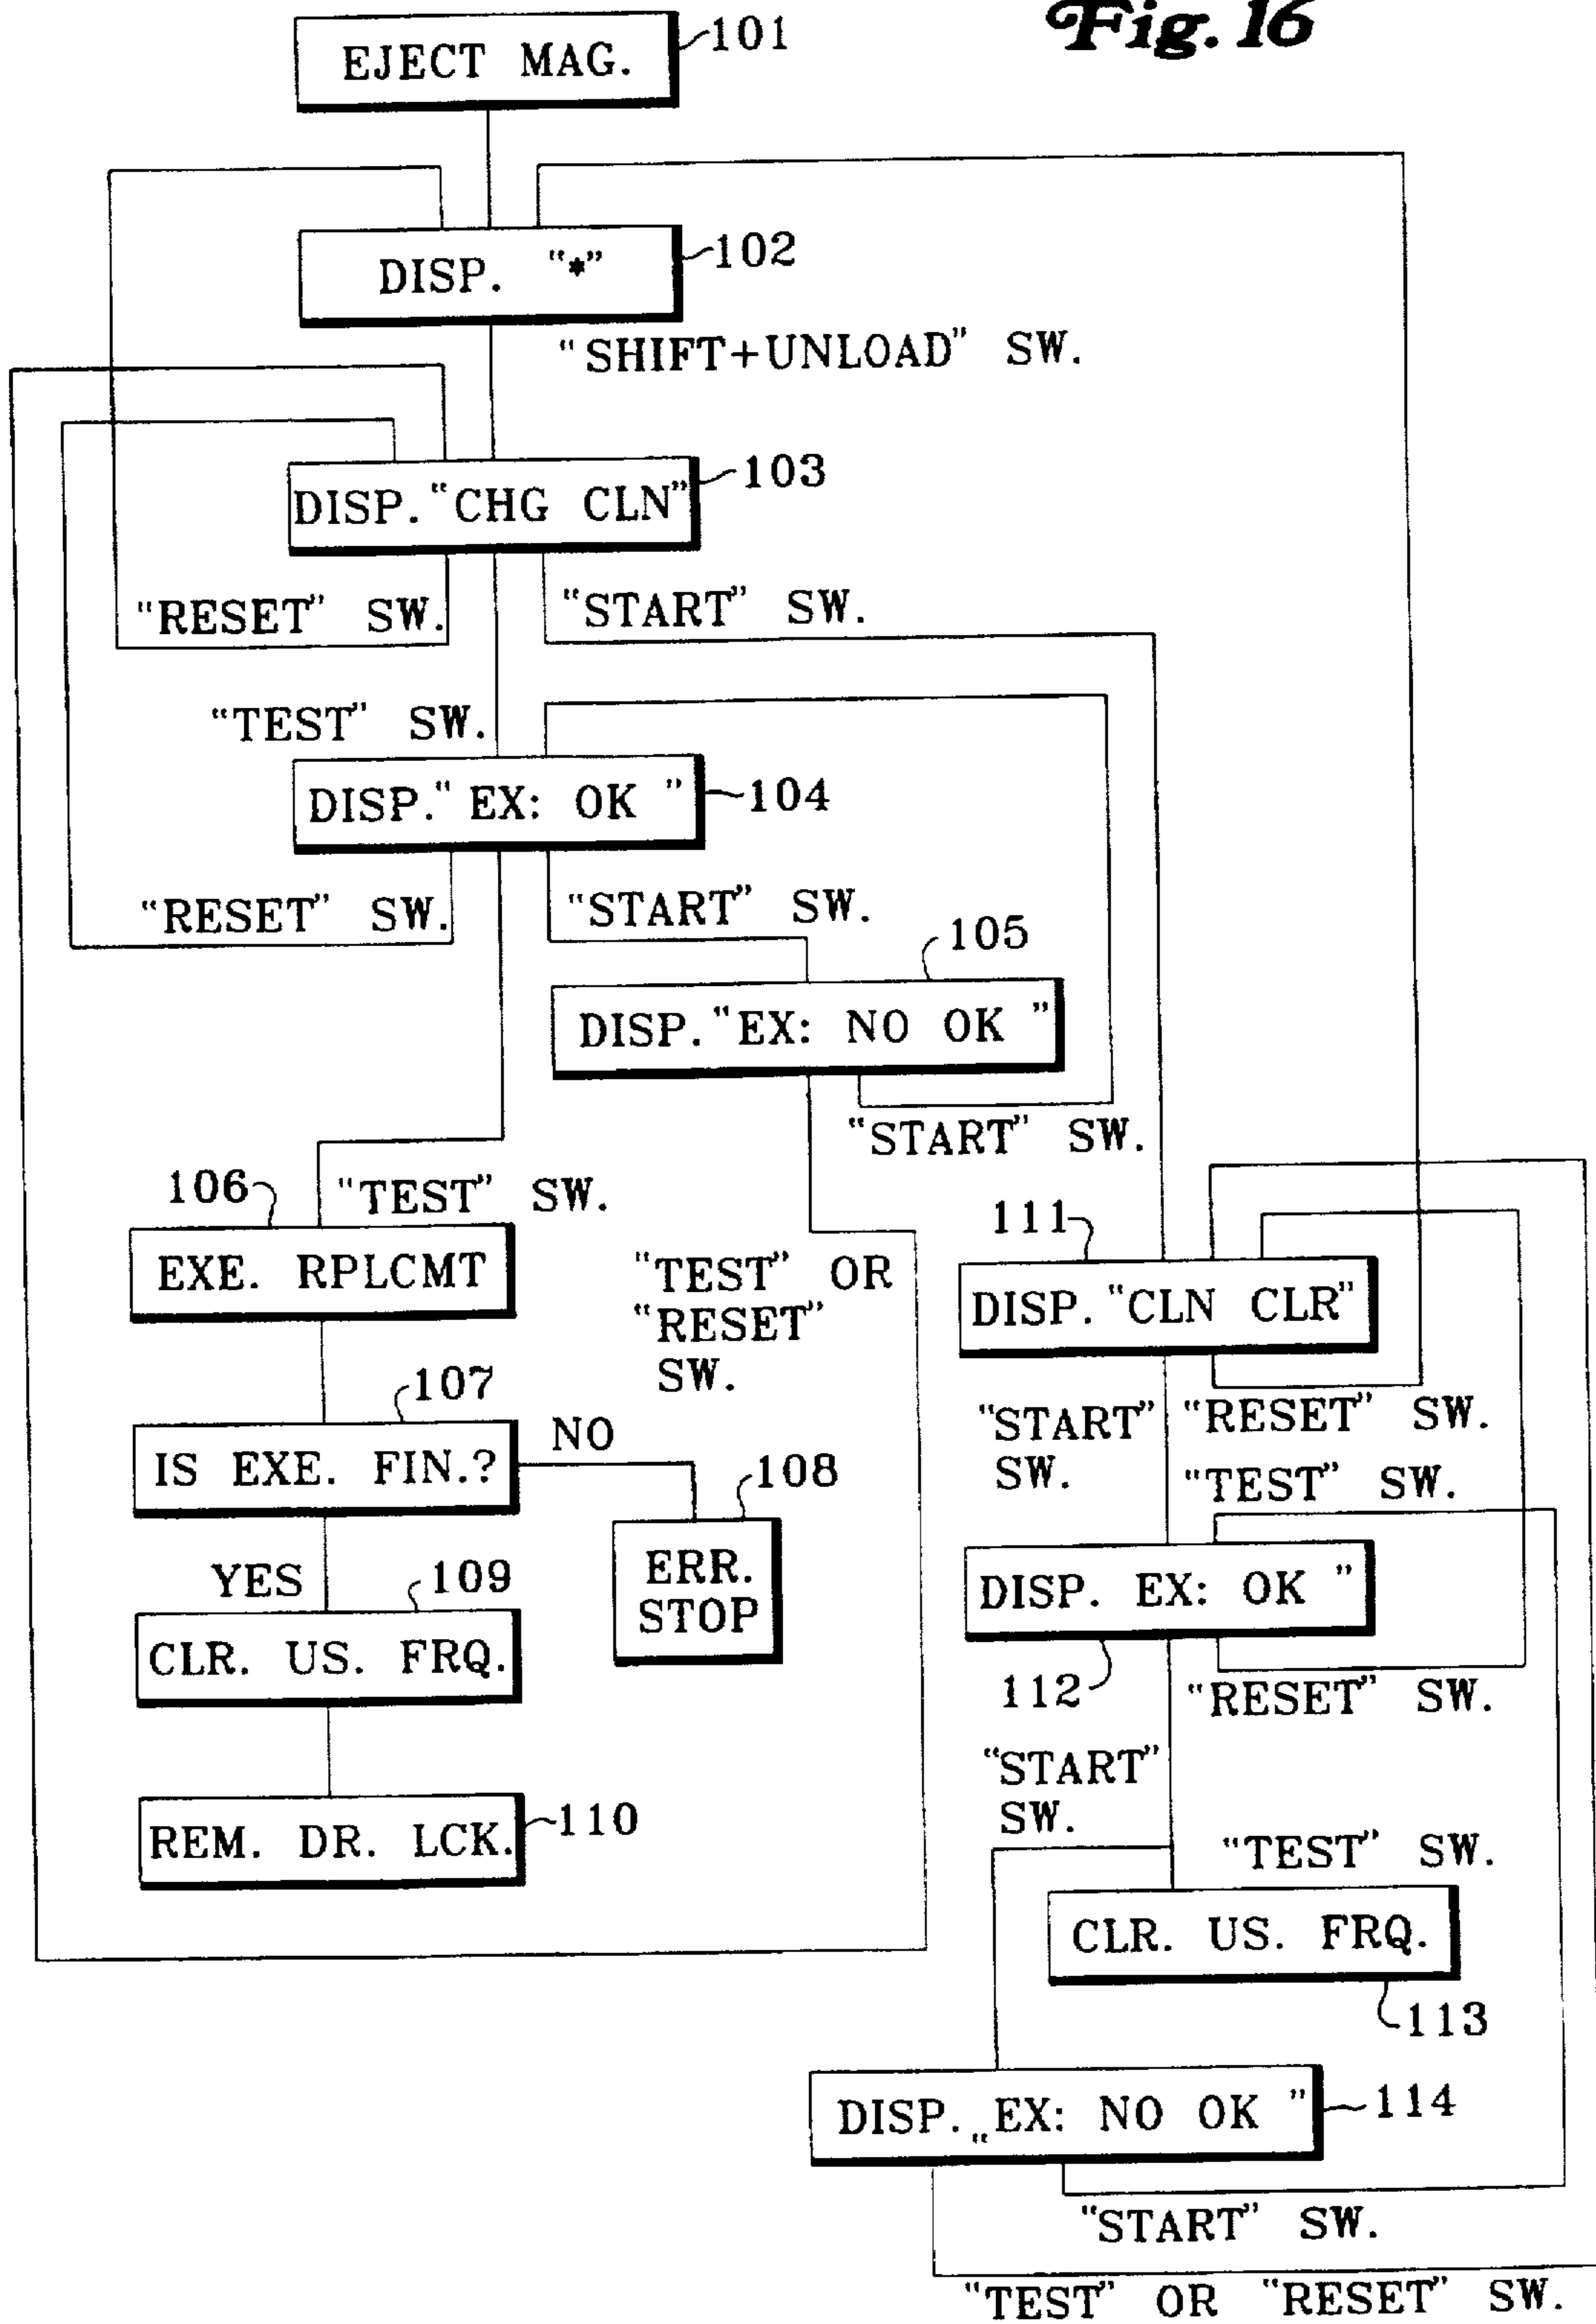 Fig. 16
EJECT MAG.
101
DISP. "*"
102
"SHIFT+UNLOAD" SW.
DISP."CHG CLN"
103
"RESET" SW.
"START" SW.
"TEST" SW.
DISP." EX: OK "
104
"RESET" SW.
"START" SW.
105
DISP."EX: NO OK "
"START" SW.
106
"TEST" SW.
EXE. RPLCMT
"TEST" OR
"RESET"
SW.
111
DISP. "CLN CLR"
107
IS EXE. FIN.?
NO
108
ERR.
STOP
"START"
SW.
"RESET" SW.
"TEST" SW.
YES
109
CLR. US. FRQ.
DISP. EX: OK "
112
"RESET" SW.
REM. DR. LCK.
110
"START"
SW.
"TEST" SW.
CLR. US. FRQ.
113
DISP. „EX: NO OK "
114
"START" SW.
"TEST" OR "RESET" SW.